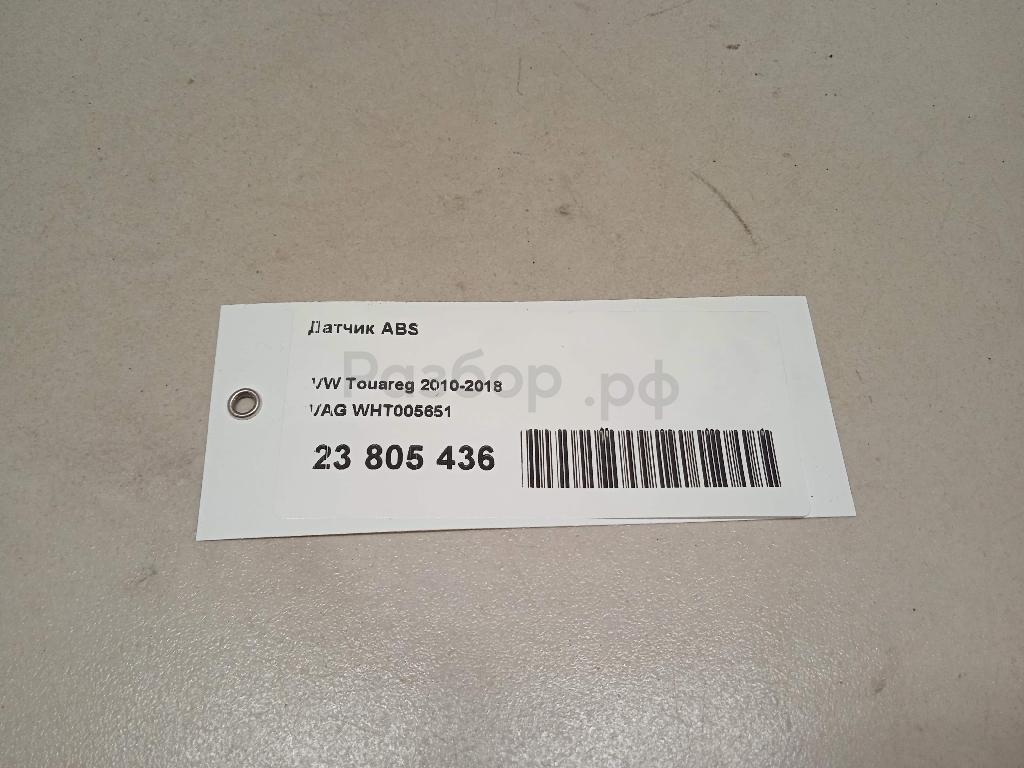 Датчик ABS
Разбор.рф
VW Touareg 2010-2018
VAG WHT005651
23 805 436